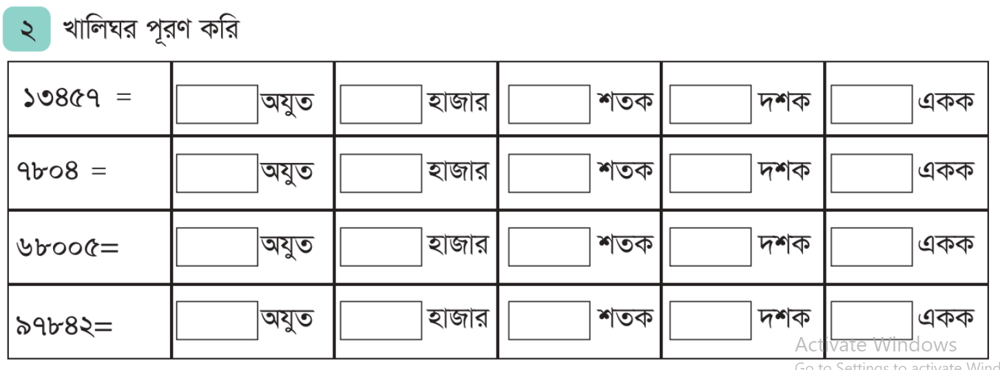 ২ খালিঘর পূরণ করি
১৩৪৫৭ = অযুত হাজার শতক দশক একক
৭৮০৪ = অযুত হাজার শতক দশক একক
৬৮০০৫= অযুত হাজার শতক দশক একক
৯৭৮৪২= অযুত হাজার শতক দশক একক
Activate Windows
Go to Settings to activate Wind